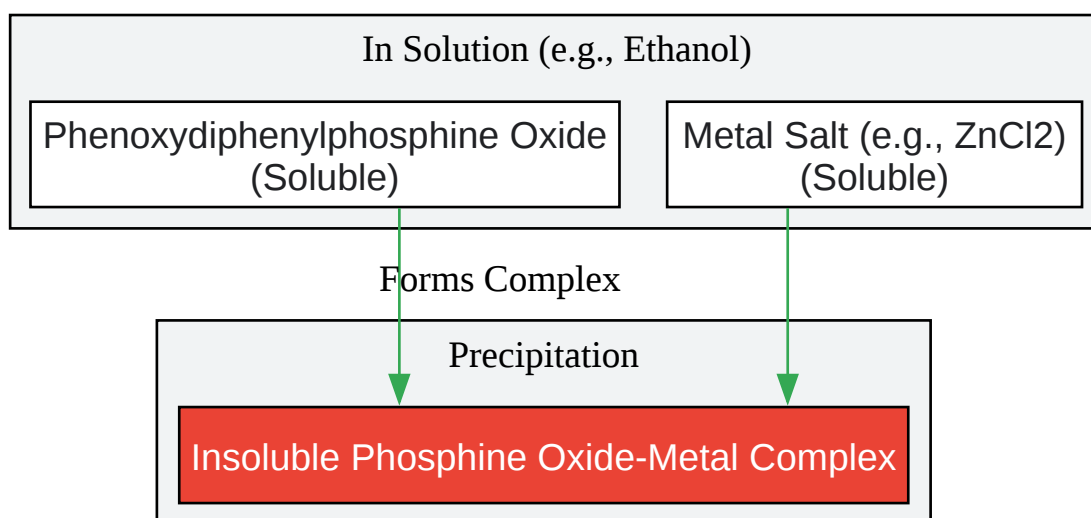 In Solution (e.g., Ethanol)
Phenoxydiphenylphosphine Oxide
(Soluble)
Metal Salt (e.g., ZnCl2)
(Soluble)
Forms Complex
Precipitation
Insoluble Phosphine Oxide-Metal Complex